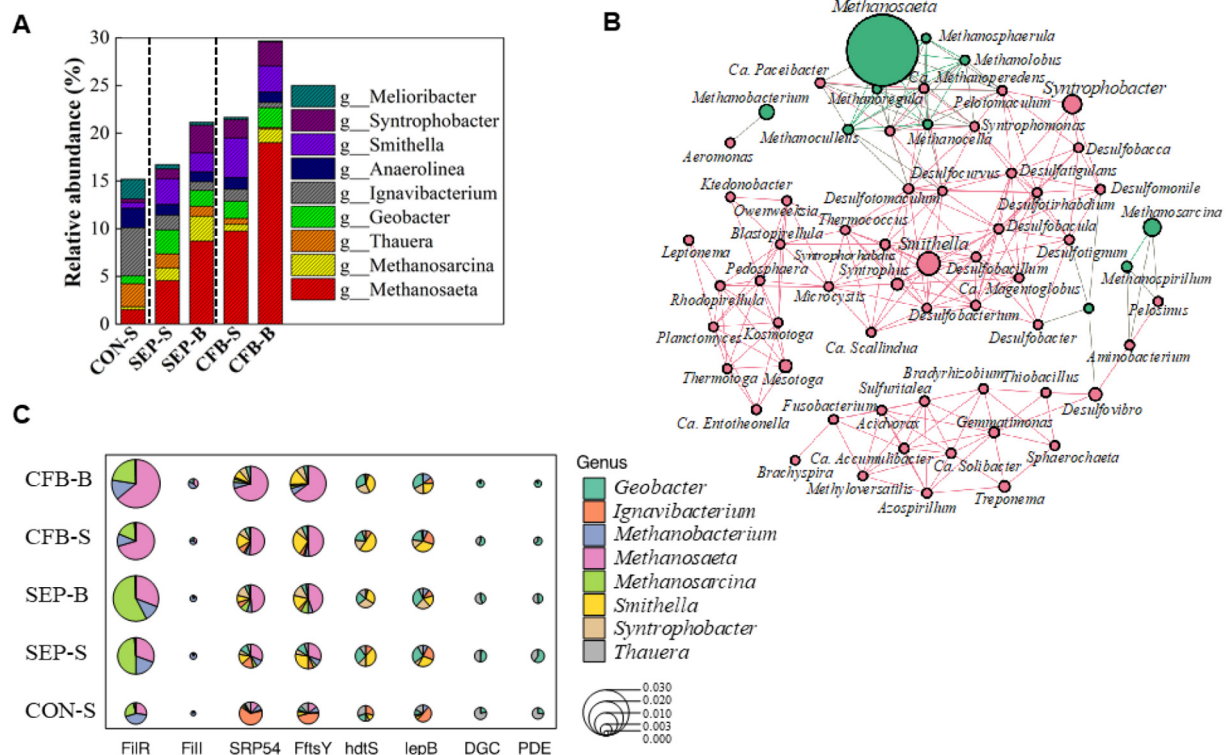 A
Relative abundance (%)
30
25
20
15
10
5
0
CON-S
SEP-S
SEP-B
CFB-S
CFB-B
g__Melioribacter
g__Syntrophobacter
g__Smithella
g__Anaerolinea
g__Ignavibacterium
g__Geobacter
g__Thauera
g__Methanosarcina
g__Methanosaeta
B
Methanosaeta
Methanosphaerula
Methanolobus
Ca. Paceibacter
Ca. Methanoperedens
Methanobacterium
Methanoregula
Pelotomaculum
Syntrophobacter
Methanoculleus
Methanocella
Syntrophomonas
Aeromonas
Desulfobacca
Desulfocurvus
Desulfatigulans
Ktedonobacter
Desulfotomaculum
Desulfotirhabdium
Desulfomonile
Owenweeksia
Thermococcus
Methanosarcina
Blastopirellula
Desulfobacula
Leptonema
Syntrophorhabdus
Smithella
Desulfotignum
Pedosphaera
Syntrophus
Desulfobacillum
Methanospirillum
Rhodopirellula
Microcystis
Ca. Magentoglobus
Pelosinus
Planctomyces
Kosmotoga
Desulfobacterium
Desulfobacter
Ca. Scallindua
Aminobacterium
Thermotoga
Mesotoga
Bradyrhizobium
Thiobacillus
Sulfuritalea
Desulfovibro
Ca. Entotheonella
Fusobacterium
Acidvorax
Gemmatimonas
Brachyspira
Ca. Accumulibacter
Ca. Solibacter
Sphaerochaeta
Methyloversatilis
Treponema
Azospirillum
C
CFB-B
CFB-S
SEP-B
SEP-S
CON-S
FilR
FilI
SRP54
FftsY
hdtS
lepB
DGC
PDE
Genus
Geobacter
Ignavibacterium
Methanobacterium
Methanosaeta
Methanosarcina
Smithella
Syntrophobacter
Thauera
0.030
0.020
0.010
0.003
0.000